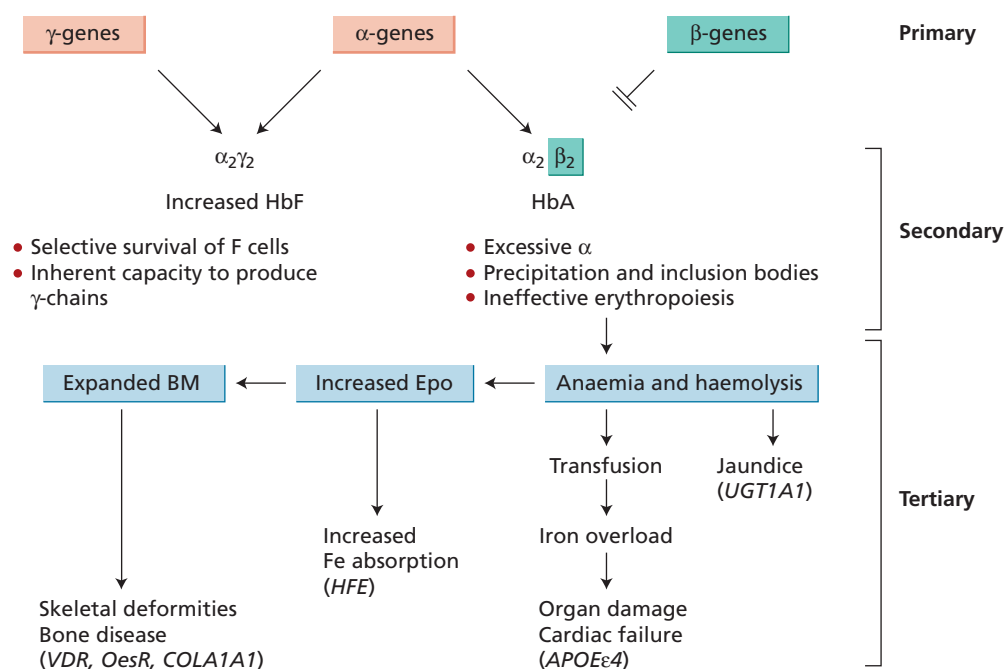 γ-genes
α-genes
β-genes
Primary
α₂γ₂
Increased HbF
α₂ β₂
HbA
• Selective survival of F cells
• Inherent capacity to produce
γ-chains
• Excessive α
• Precipitation and inclusion bodies
• Ineffective erythropoiesis
Secondary
Expanded BM
Increased Epo
Anaemia and haemolysis
Transfusion
Jaundice
(UGT1A1)
Iron overload
Increased
Fe absorption
(HFE)
Skeletal deformities
Bone disease
(VDR, OesR, COLA1A1)
Organ damage
Cardiac failure
(APOEε4)
Tertiary